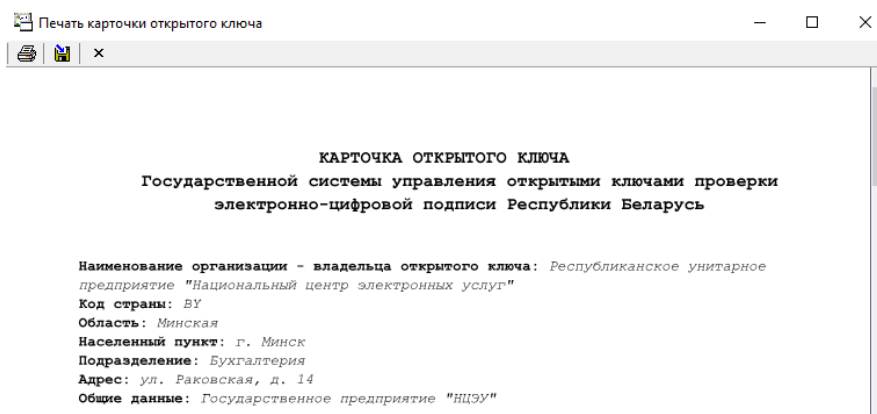 Печать карточки открытого ключа
КАРТОЧКА ОТКРЫТОГО КЛЮЧА
Государственной системы управления открытыми ключами проверки
электронно-цифровой подписи Республики Беларусь
Наименование организации - владельца открытого ключа: Республиканское унитарное
предприятие "Национальный центр электронных услуг"
Код страны: BY
Область: Минская
Населенный пункт: г. Минск
Подразделение: Бухгалтерия
Адрес: ул. Раковская, д. 14
Общие данные: Государственное предприятие "НЦЭУ"